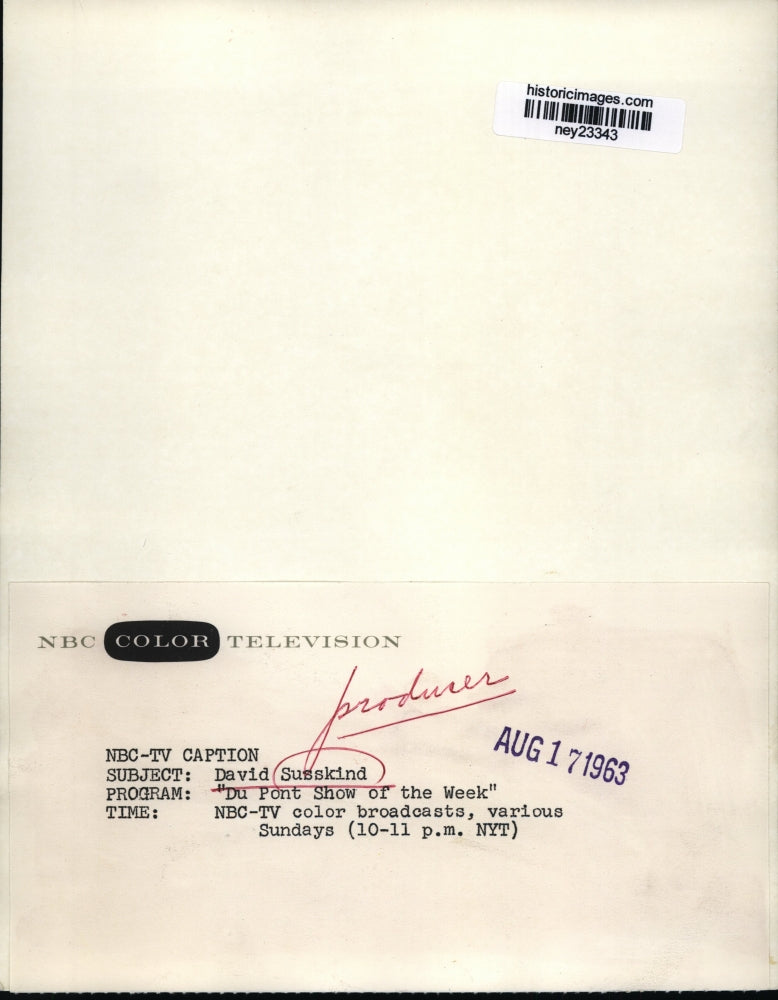 historicimages.com
ney23343
NBC COLOR TELEVISION
producer
AUG 17 1963
NBC-TV CAPTION
SUBJECT: David Susskind
PROGRAM: "Du Pont Show of the Week"
TIME: NBC-TV color broadcasts, various
Sundays (10-11 p.m. NYT)